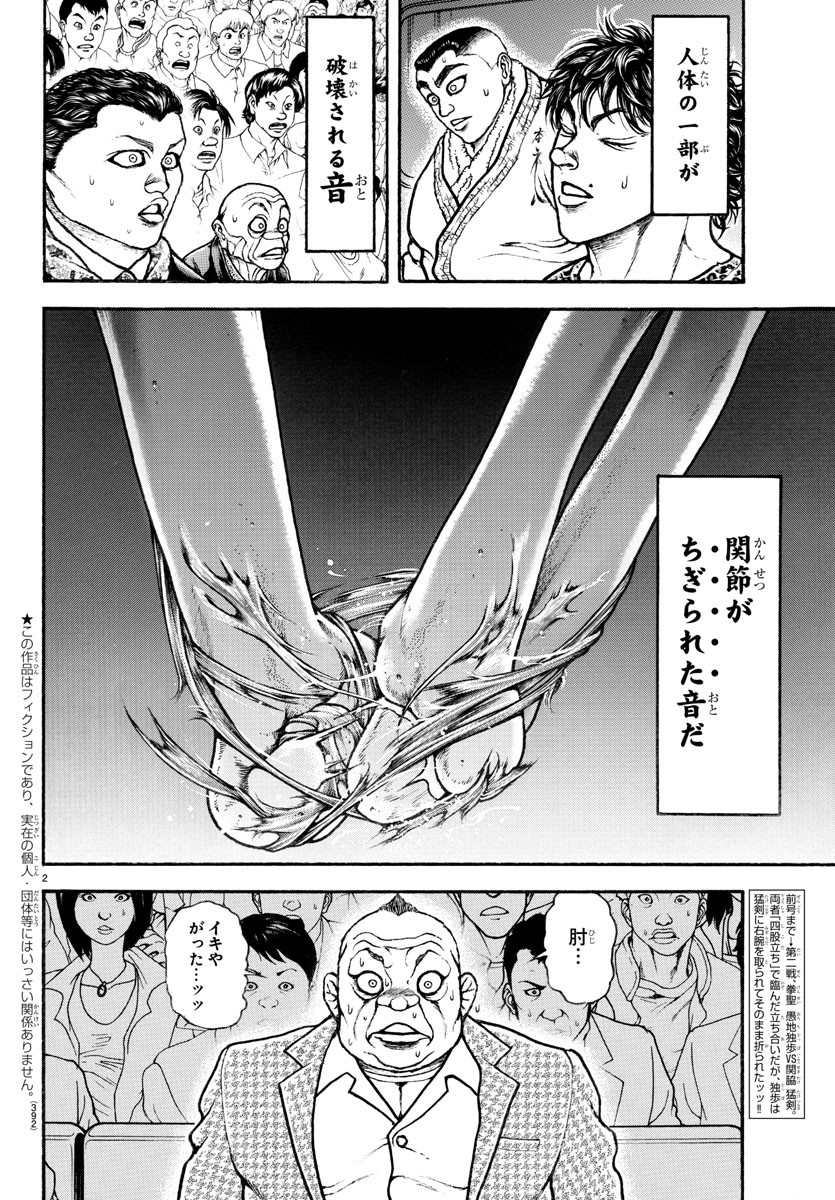 人体の一部が
破壊される音
本文
関節が
ちぎられた音だ
前号まで→第二戦、拳聖 愚地独歩VS関脇 猛剣。
両者「四股立ち」で臨んだ立ち合いだが、独歩は
猛剣に右腕を取られてそのまま折られたッッ!!
肘…
イキや
がった…ッッ
★この作品はフィクションであり、実在の個人・団体等にはいっさい関係ありません。
(392)
2